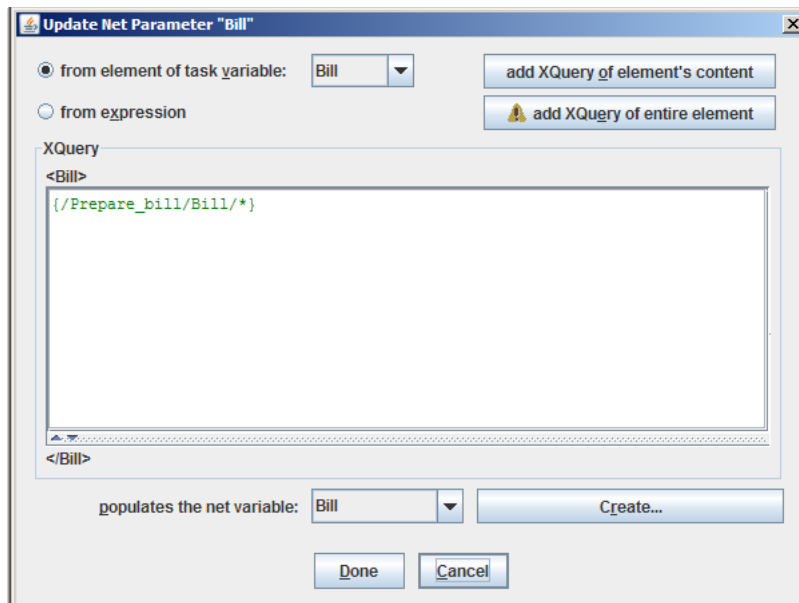 Update Net Parameter "Bill"
from element of task variable: Bill add XQuery of element's content
from expression add XQuery of entire element
XQuery
<Bill>
{/Prepare_bill/Bill/*}
</Bill>
populates the net variable: Bill Create...
Done Cancel